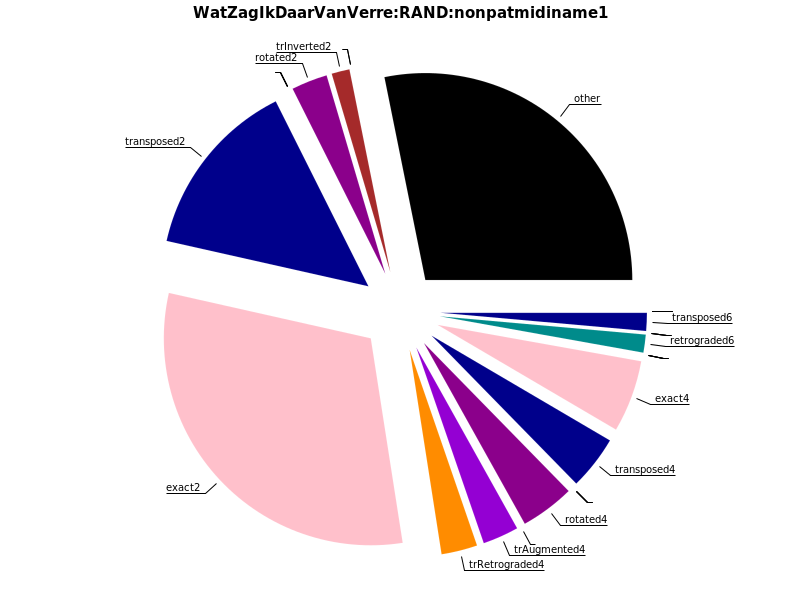 WatZagIkDaarVanVerre:RAND:nonpatmidiname1
trInverted2
rotated2
other
transposed2
transposed6
retrograded6
exact4
transposed4
exact2
rotated4
trAugmented4
trRetrograded4